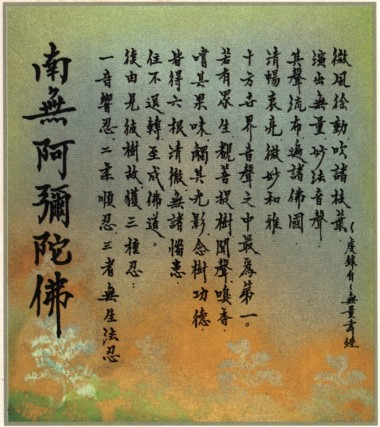 微風徐動吹諸枝葉
(虔錄自~無量壽經
演出無量妙法音聲
其聲流布遍諸佛國
清暢哀亮微妙和雅
十方世界音聲之中最為第一。
若有眾生覩菩提樹聞聲嗅香.
嚐其果味觸其光影念樹功德.
皆得六根清徹無諸惱患
住不退轉至成佛道。
復由見彼樹故獲三種忍：
一音響忍二柔順忍三者無生法忍
南無阿彌陀佛